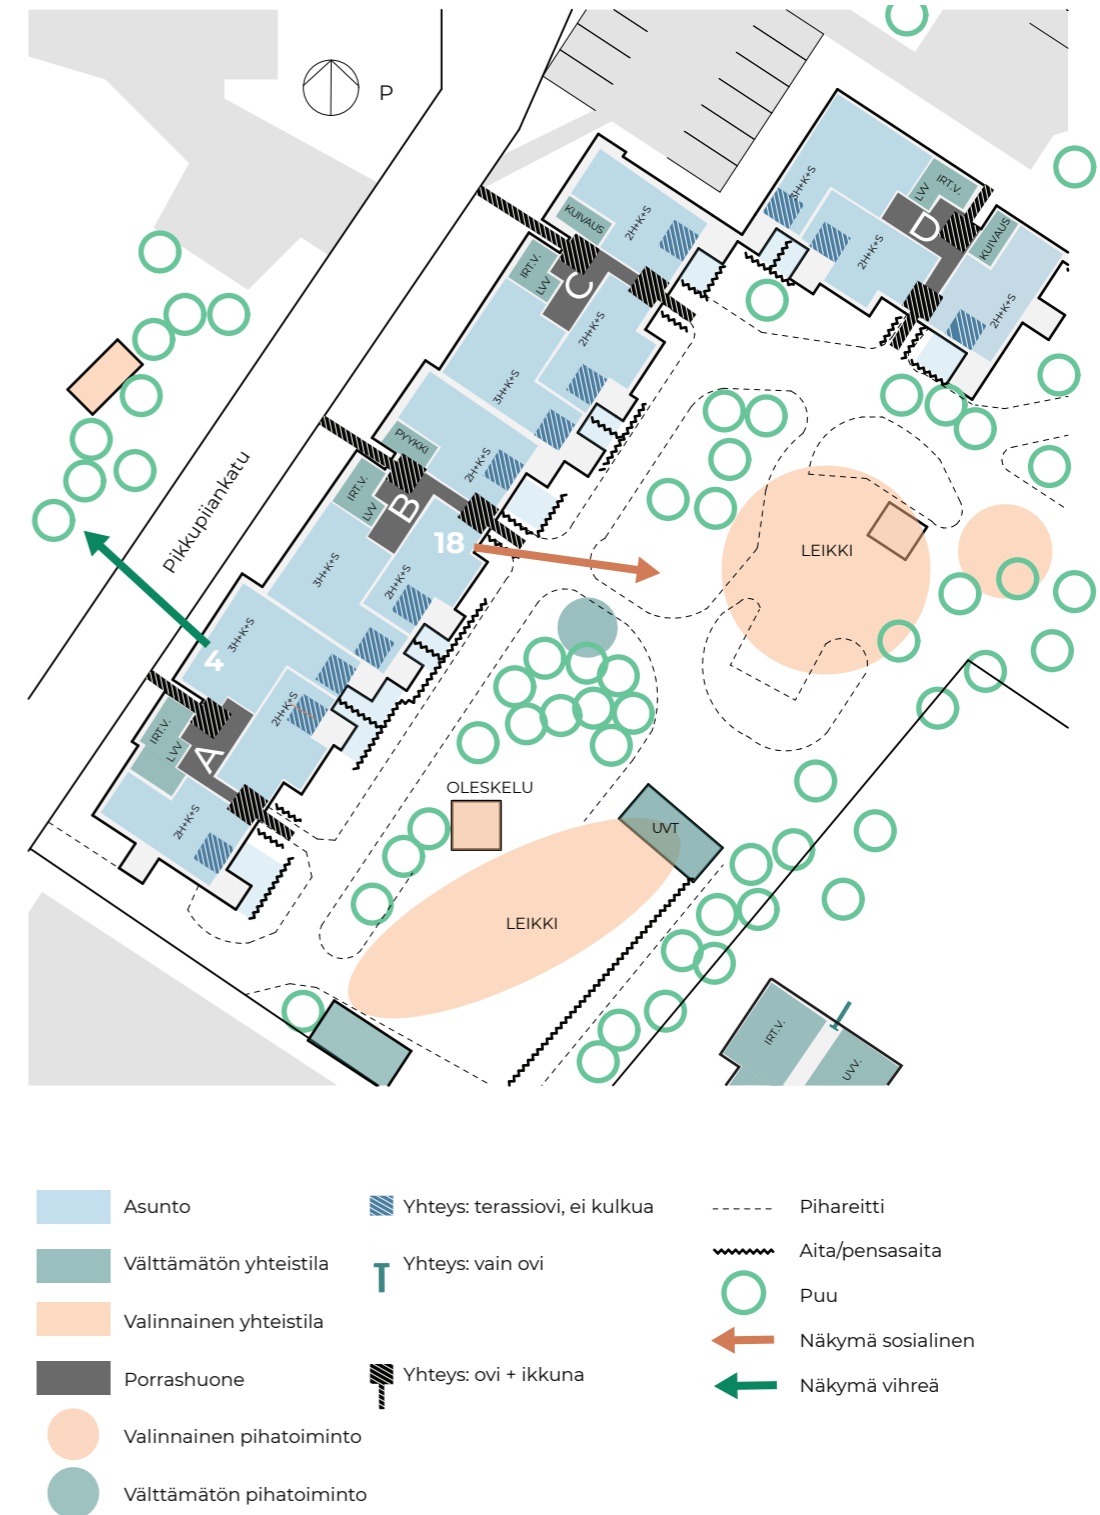 P
Pikkupiiankatu
KUIVAUS
2H+K+S
IRT.V.
LVV
C
2H+K+S
3H+K+S
3H+K+S
2H+K+S
LVV
IRT.V.
D
KUIVAUS
2H+K+S
PYYKKI
2H+K+S
IRT.V.
LVV
B
18
3H+K+S
2H+K+S
3H+K+S
4
2H+K+S
IRT.V.
LVV
A
2H+K+S
LEIKKI
OLESKELU
UVT
LEIKKI
IRT.V.
UVV.
Asunto
Välttämätön yhteistila
Valinnainen yhteistila
Porrashuone
Valinnainen pihatoiminto
Välttämätön pihatoiminto
Yhteys: terassiovi, ei kulkua
Yhteys: vain ovi
Yhteys: ovi + ikkuna
Pihareitti
Aita/pensasaita
Puu
Näkymä sosialinen
Näkymä vihreä